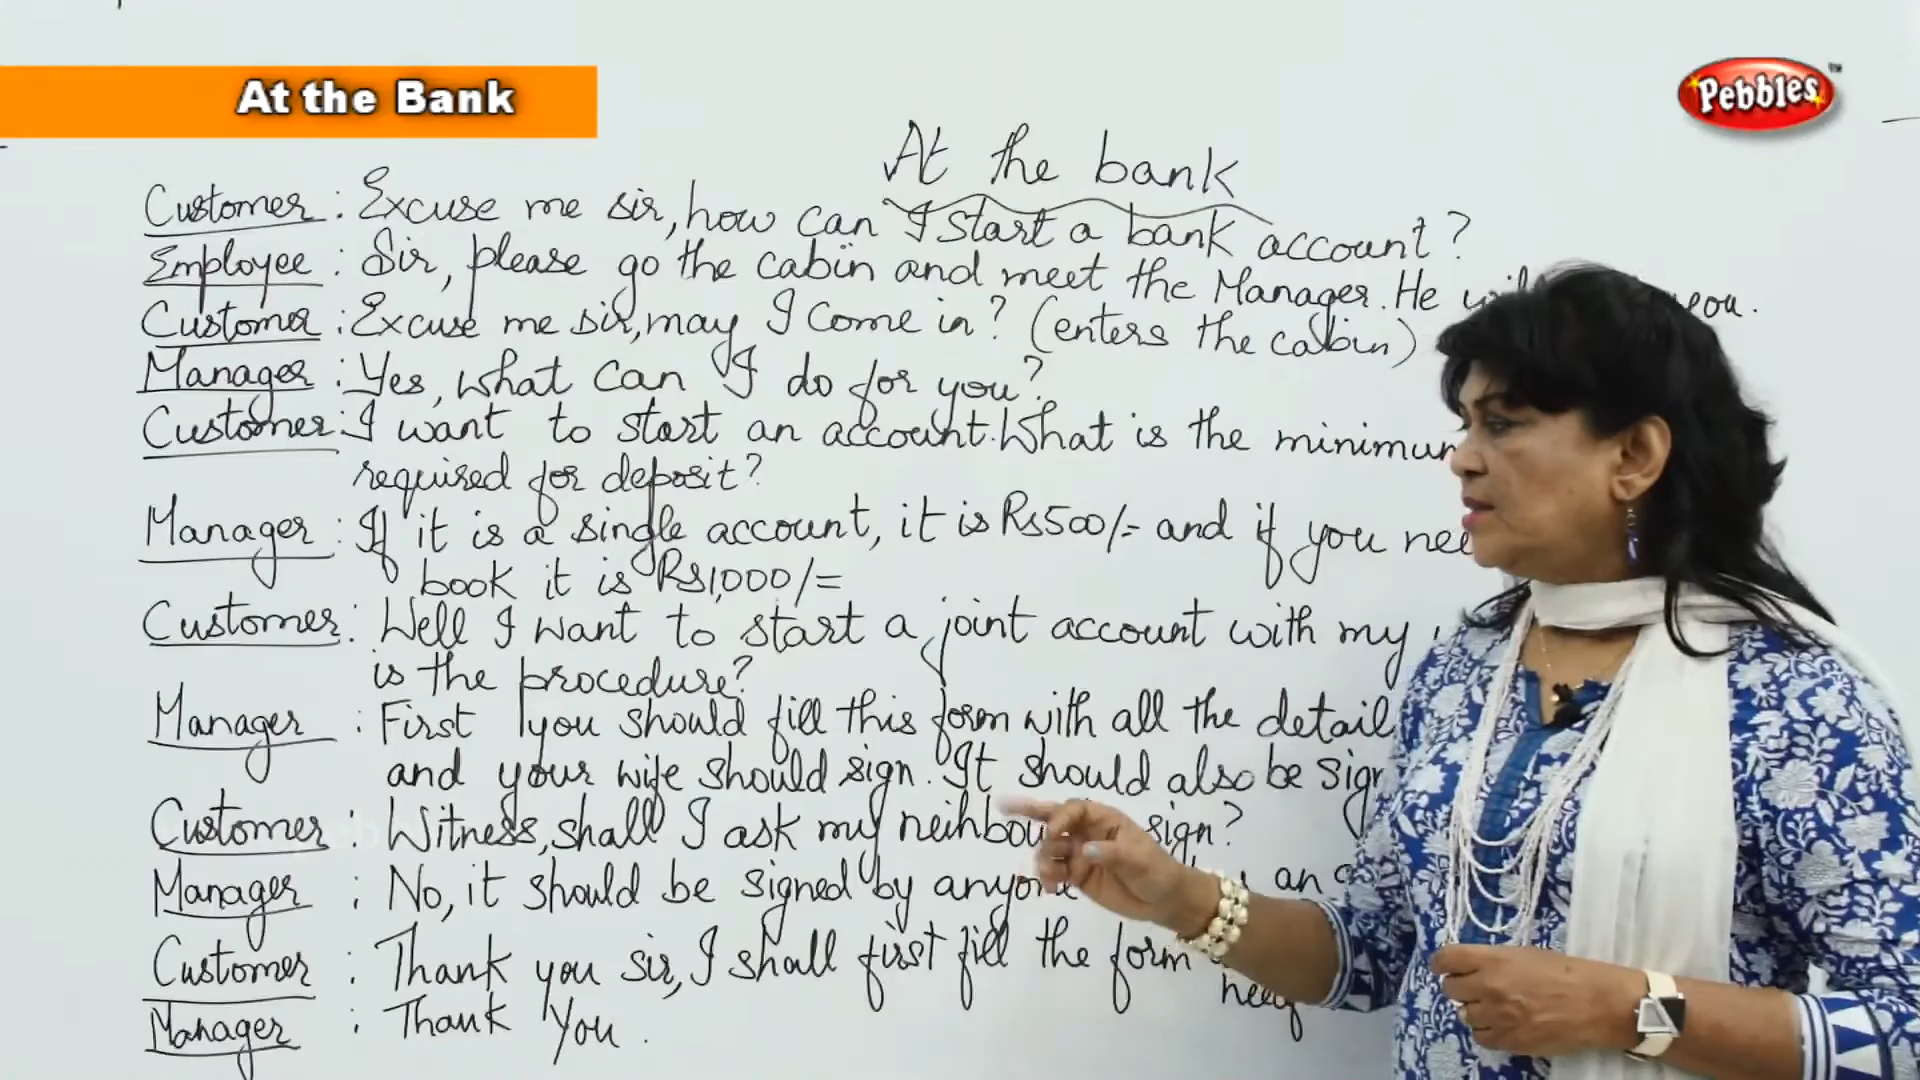 At the Bank
Pebbles
TM
At the bank
Customer : Excuse me sir, how can I start a bank account?
Employee : Sir, please go the cabin and meet the Manager. He you.
Customer : Excuse me sir, may I come in? (enters the cabin)
Manager : Yes, what can I do for you?
Customer : I want to start an account. What is the
required for deposit?
Manager : If it is a single account, it is Rs500/= and if you
book it is Rs1,000/=
Customer : Well I want to start a joint account with my
is the procedure?
Manager : First you should fill this form with all the
and your wife should sign. It should also be
Customer : Witness, shall I ask my sign?
Manager : No, it should be signed by an
Customer : Thank you sir, I shall first fill the form
Manager : Thank You.